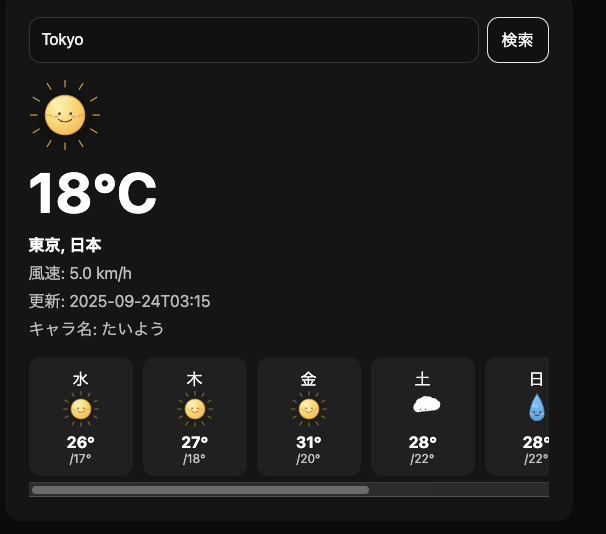 Tokyo 検索
18°C
東京, 日本
風速: 5.0 km/h
更新: 2025-09-24T03:15
キャラ名: たいよう
水 木 金 土 日
26° 27° 31° 28° 28°
/17° /18° /20° /22° /22°